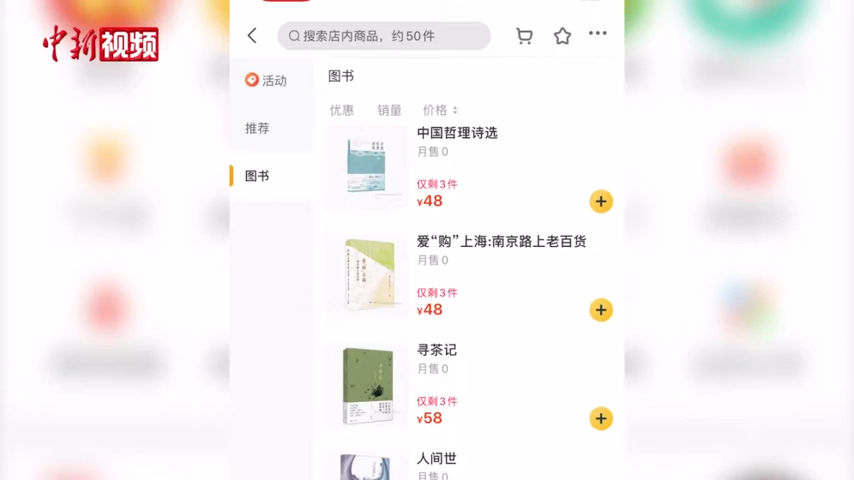 中新视频
搜索店内商品，约50件
活动
推荐
图书
图书
优惠 销量 价格
中国哲理诗选
月售0
仅剩3件
¥48
爱“购”上海:南京路上老百货
月售0
仅剩3件
¥48
寻茶记
月售0
仅剩3件
¥58
人间世
月售0